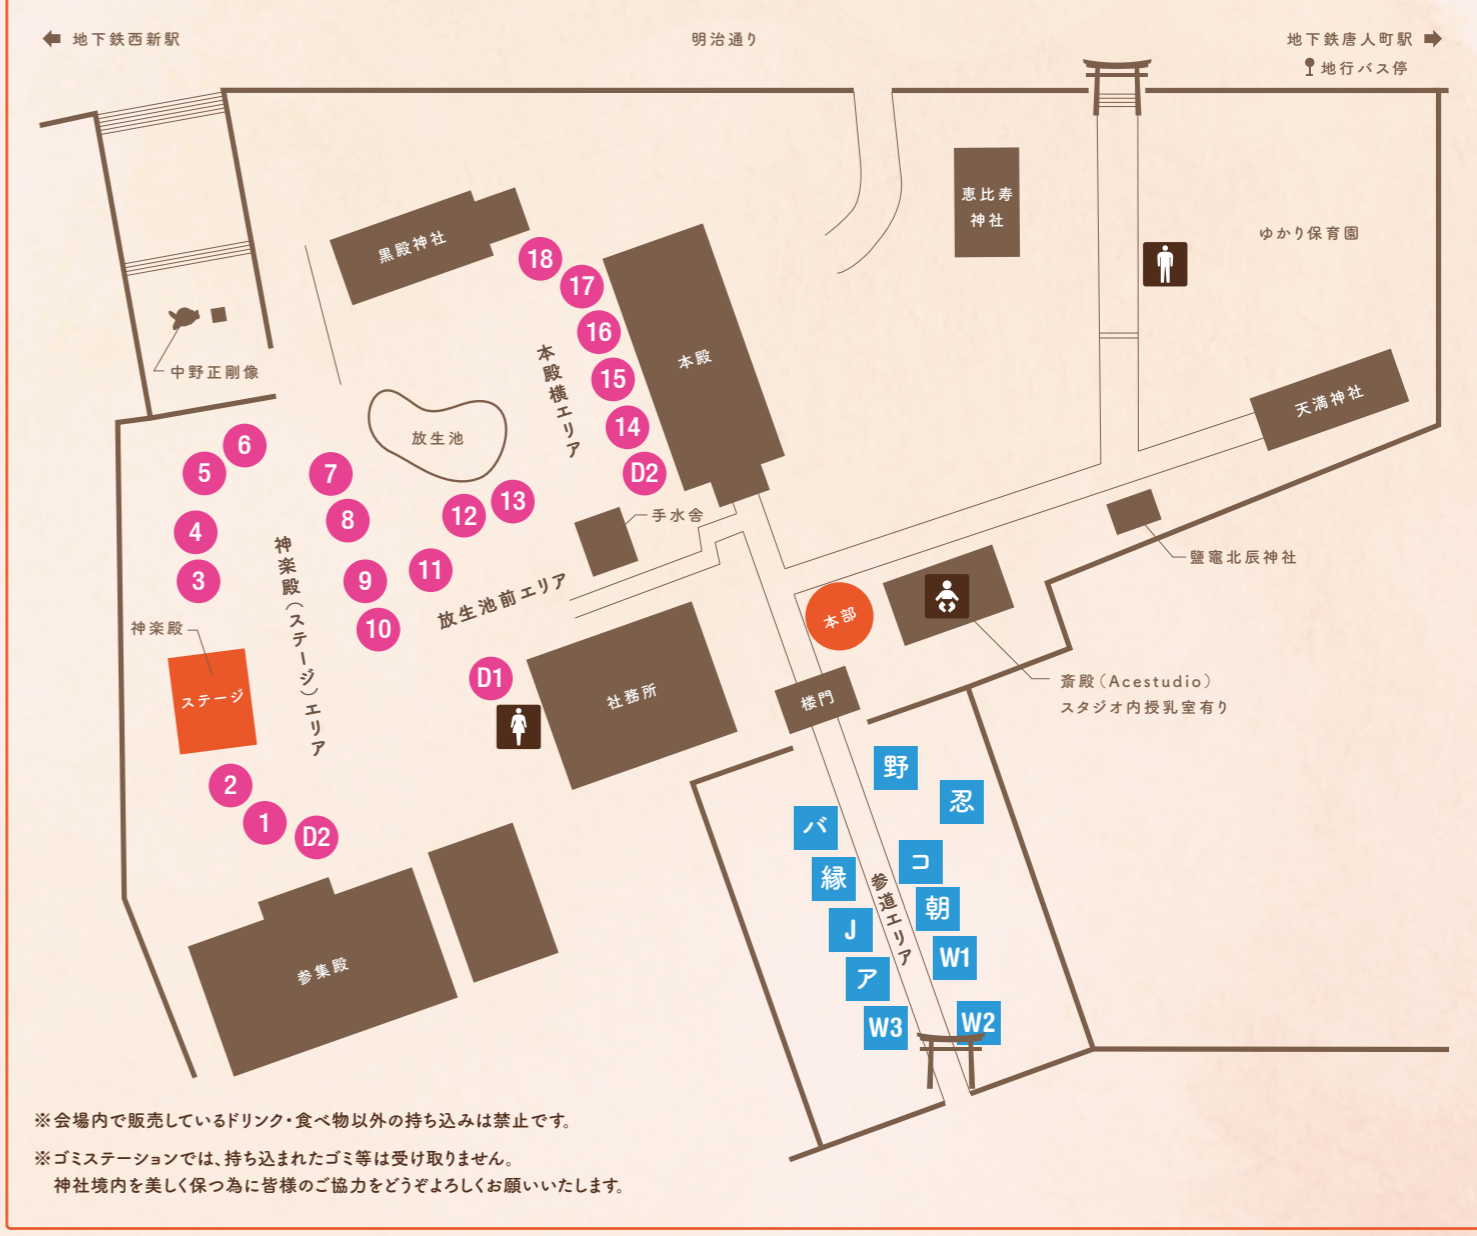 地下鉄西新駅
明治通り
地下鉄唐人町駅
地行バス停
恵比寿
神社
ゆかり保育園
黒殿神社
18
17
16
15
14
D2
本殿
本殿横エリア
中野正剛像
天満神社
放生池
6
5
4
3
7
8
9
10
11
12
13
手水舎
鹽竈北辰神社
神楽殿（ステージ）エリア
放生池前エリア
神楽殿
ステージ
本部
D1
社務所
楼門
斎殿（Acestudio）
スタジオ内授乳室有り
2
1
D2
参集殿
野
忍
バ
コ
縁
朝
J
参道エリア
W1
ア
W3
W2
※会場内で販売しているドリンク・食べ物以外の持ち込みは禁止です。
※ゴミステーションでは、持ち込まれたゴミ等は受け取りません。
神社境内を美しく保つ為に皆様のご協力をどうぞよろしくお願いいたします。